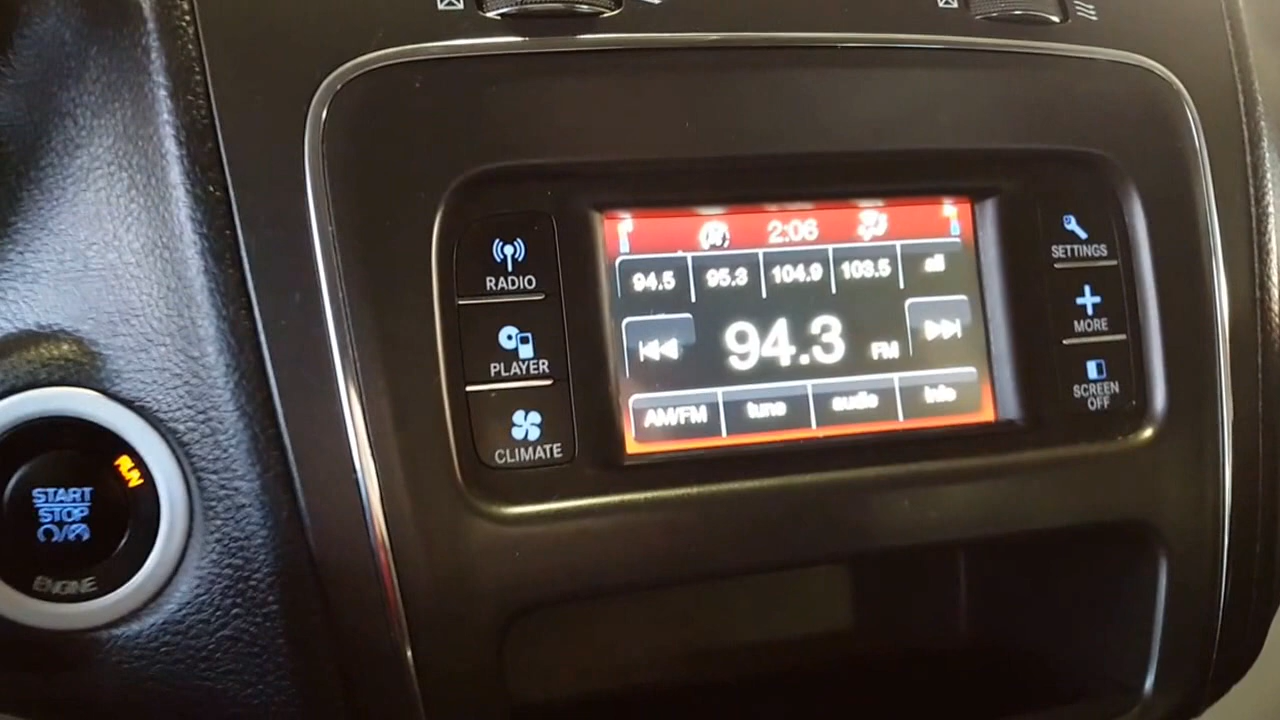 RADIO
PLAYER
CLIMATE
2:06
94.5 95.3 104.9 103.5 all
94.3 FM
AM/FM tune audio info
SETTINGS
MORE
SCREEN
OFF
RUN
START
STOP
ENGINE